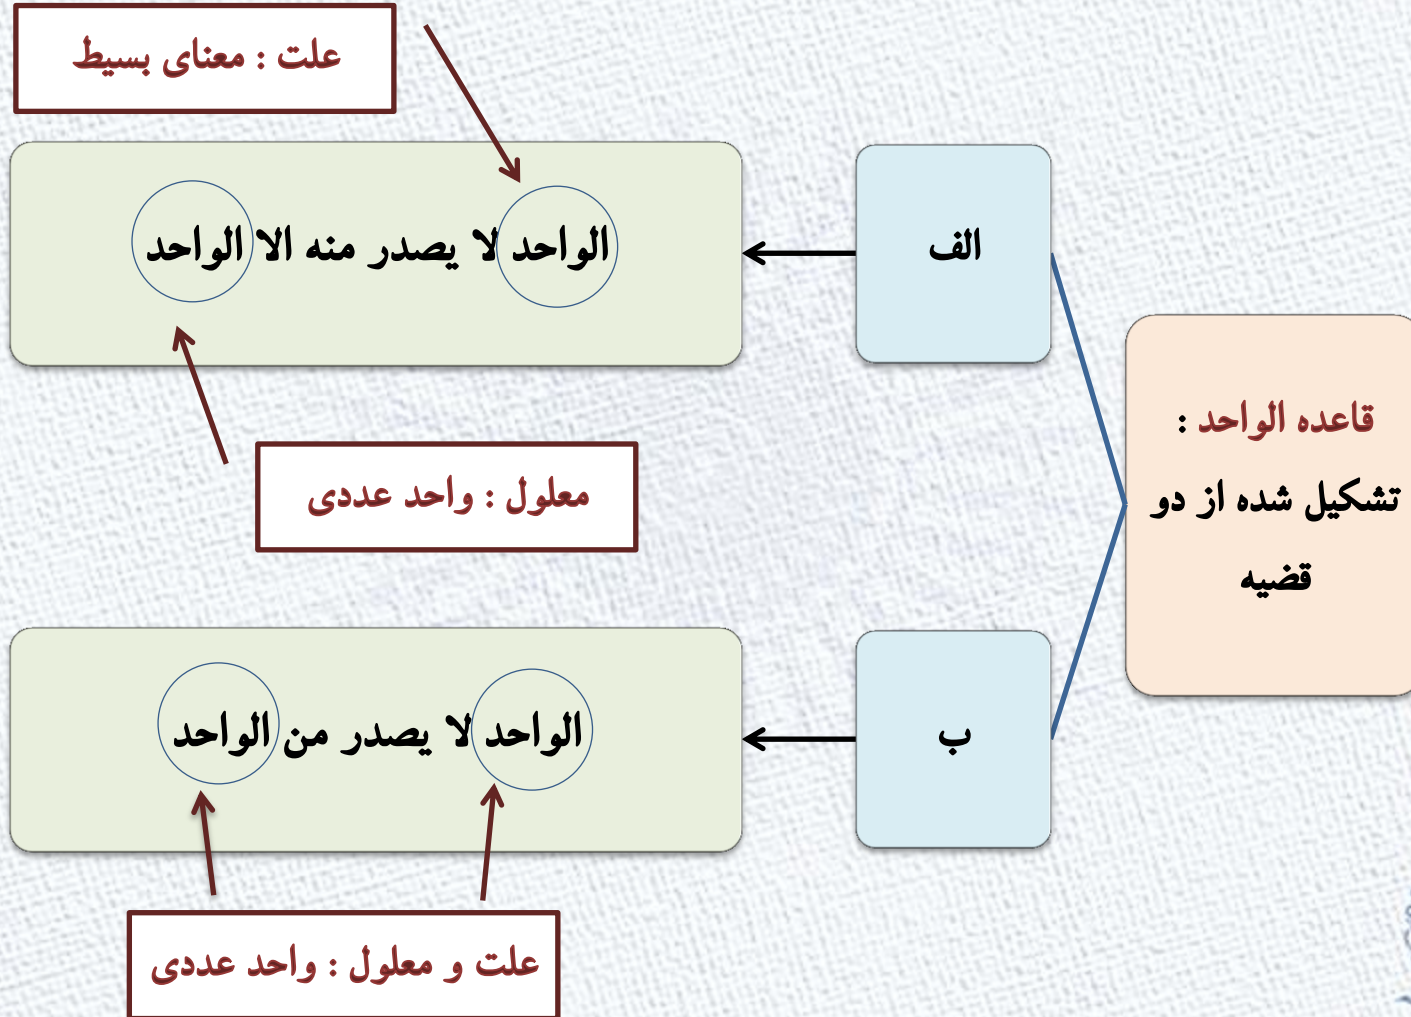 قاعده الواحد :
تشکیل شده از دو
قضیه
الف
علت : معنای بسیط
الواحد لا یصدر منه الا الواحد
معلول : واحد عددی
ب
الواحد لا یصدر من الواحد
علت و معلول : واحد عددی